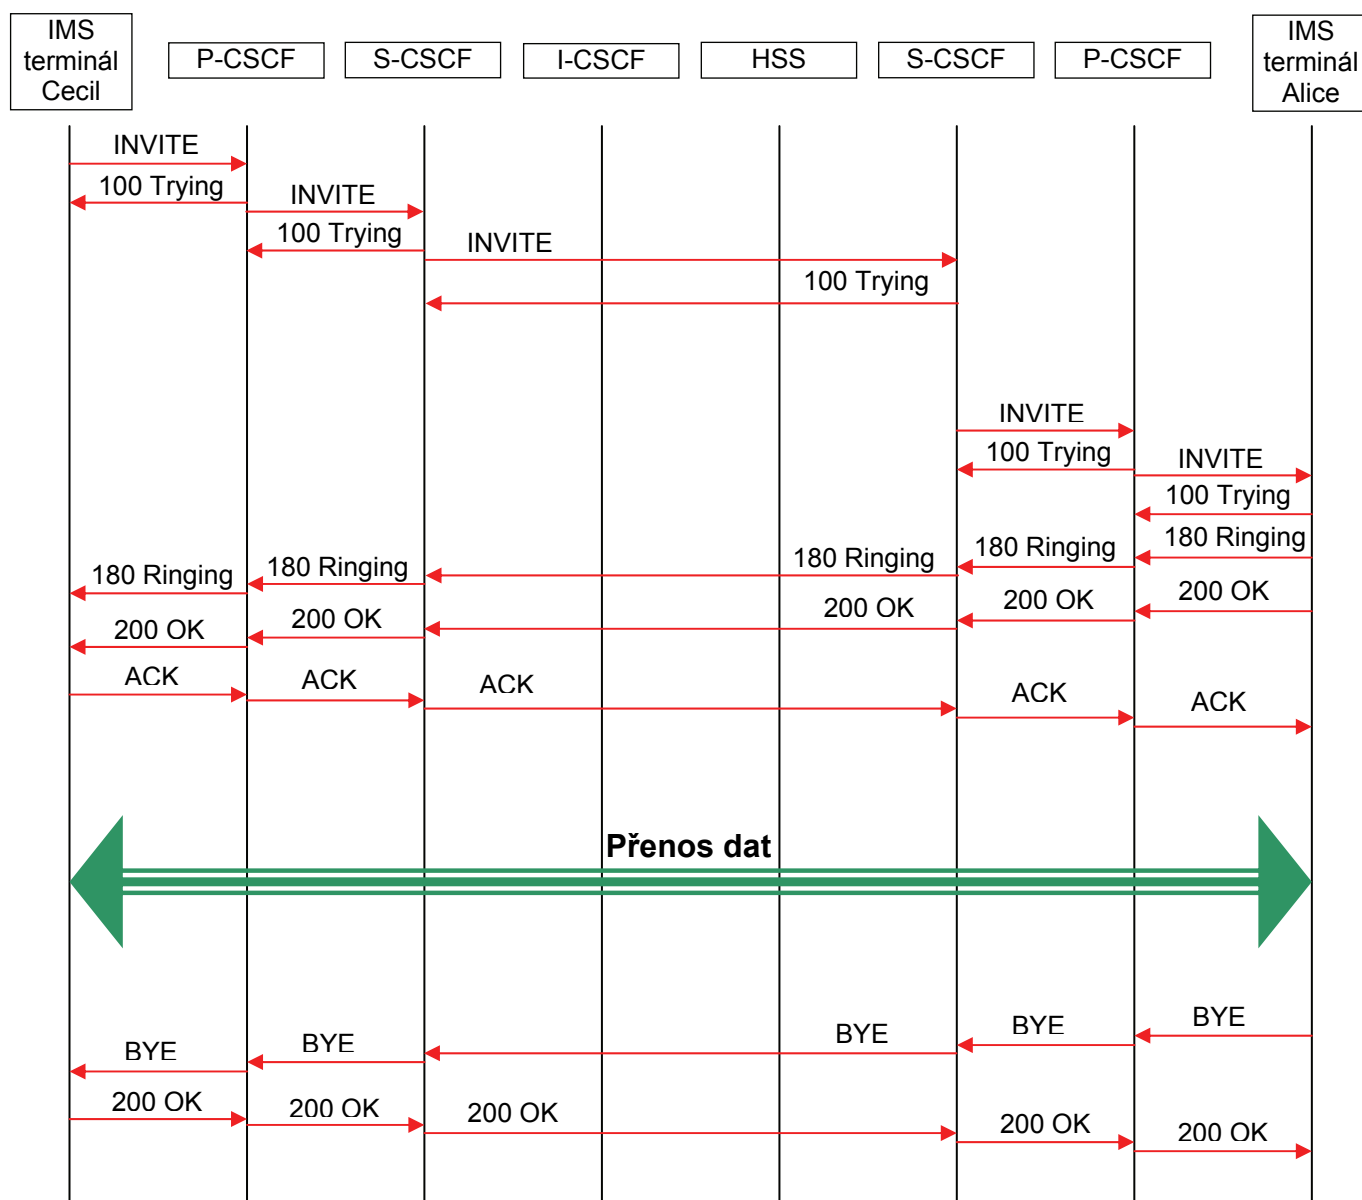 IMS
terminál
Cecil
P-CSCF
S-CSCF
I-CSCF
HSS
S-CSCF
P-CSCF
IMS
terminál
Alice
INVITE
100 Trying
INVITE
100 Trying
INVITE
100 Trying
INVITE
100 Trying
INVITE
100 Trying
180 Ringing
180 Ringing
180 Ringing
180 Ringing
180 Ringing
200 OK
200 OK
200 OK
200 OK
200 OK
ACK
ACK
ACK
ACK
ACK
Přenos dat
BYE
BYE
BYE
BYE
BYE
200 OK
200 OK
200 OK
200 OK
200 OK